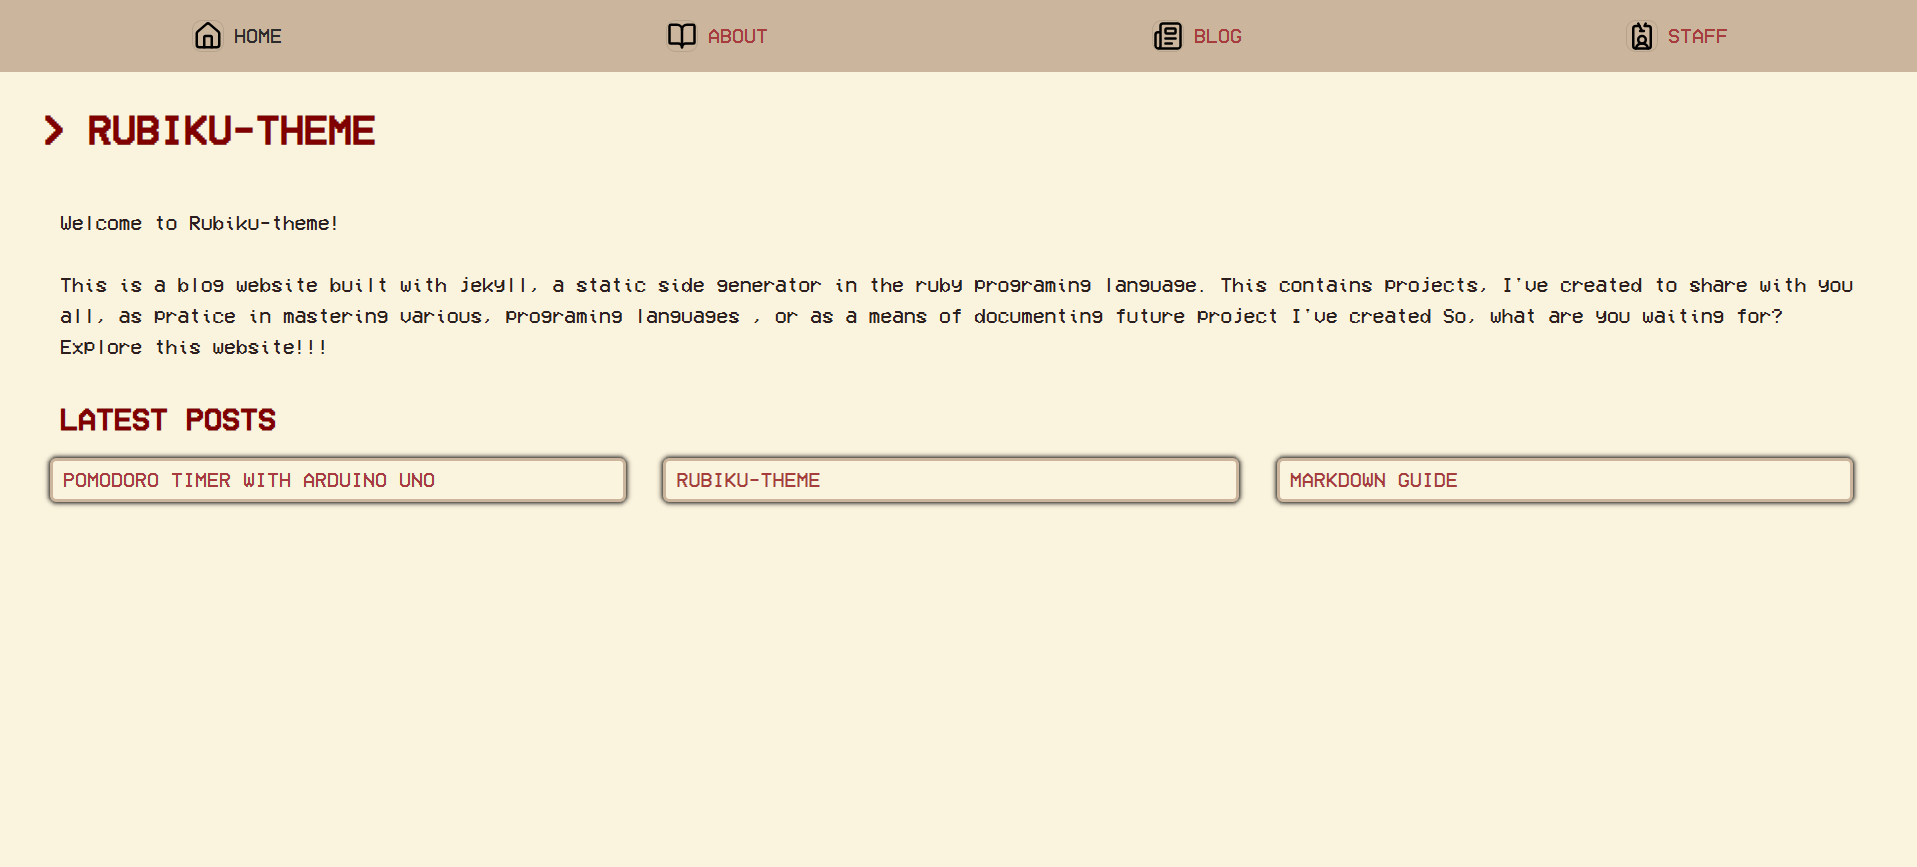 HOME
ABOUT
BLOG
STAFF
> RUBIKU-THEME
Welcome to Rubiku-theme!
This is a blog website built with jekyll, a static side generator in the ruby programing language. This contains projects, I've created to share with you
all, as pratice in mastering various, programing languages , or as a means of documenting future project I've created So, what are you waiting for?
Explore this website!!!
LATEST POSTS
POMODORO TIMER WITH ARDUINO UNO
RUBIKU-THEME
MARKDOWN GUIDE